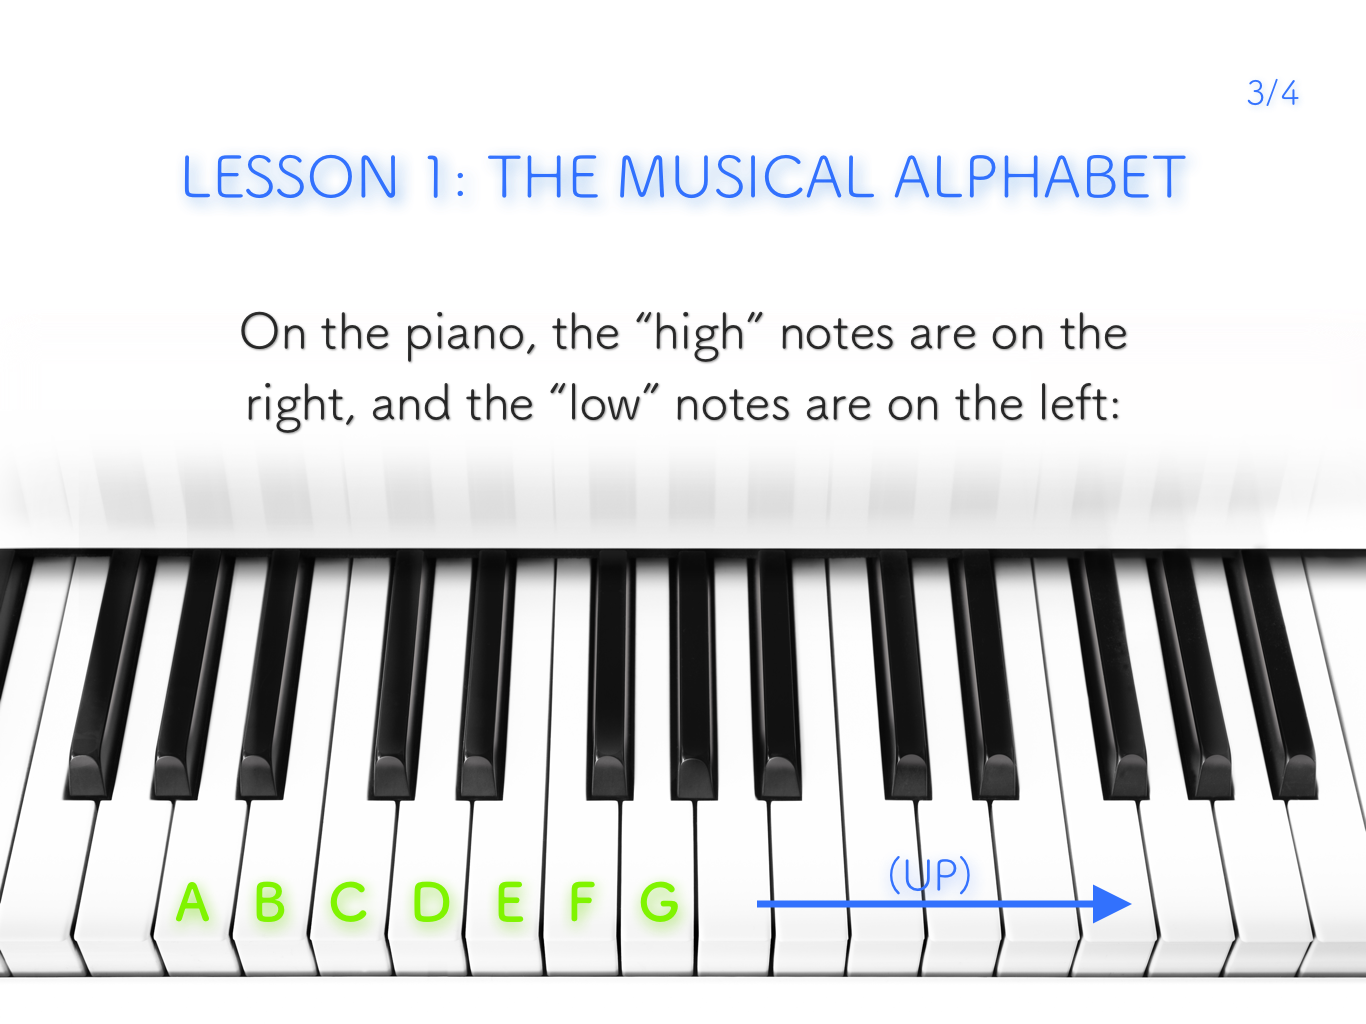 3/4
LESSON 1: THE MUSICAL ALPHABET
On the piano, the “high” notes are on the
right, and the “low” notes are on the left:
(UP)
A B C D E F G